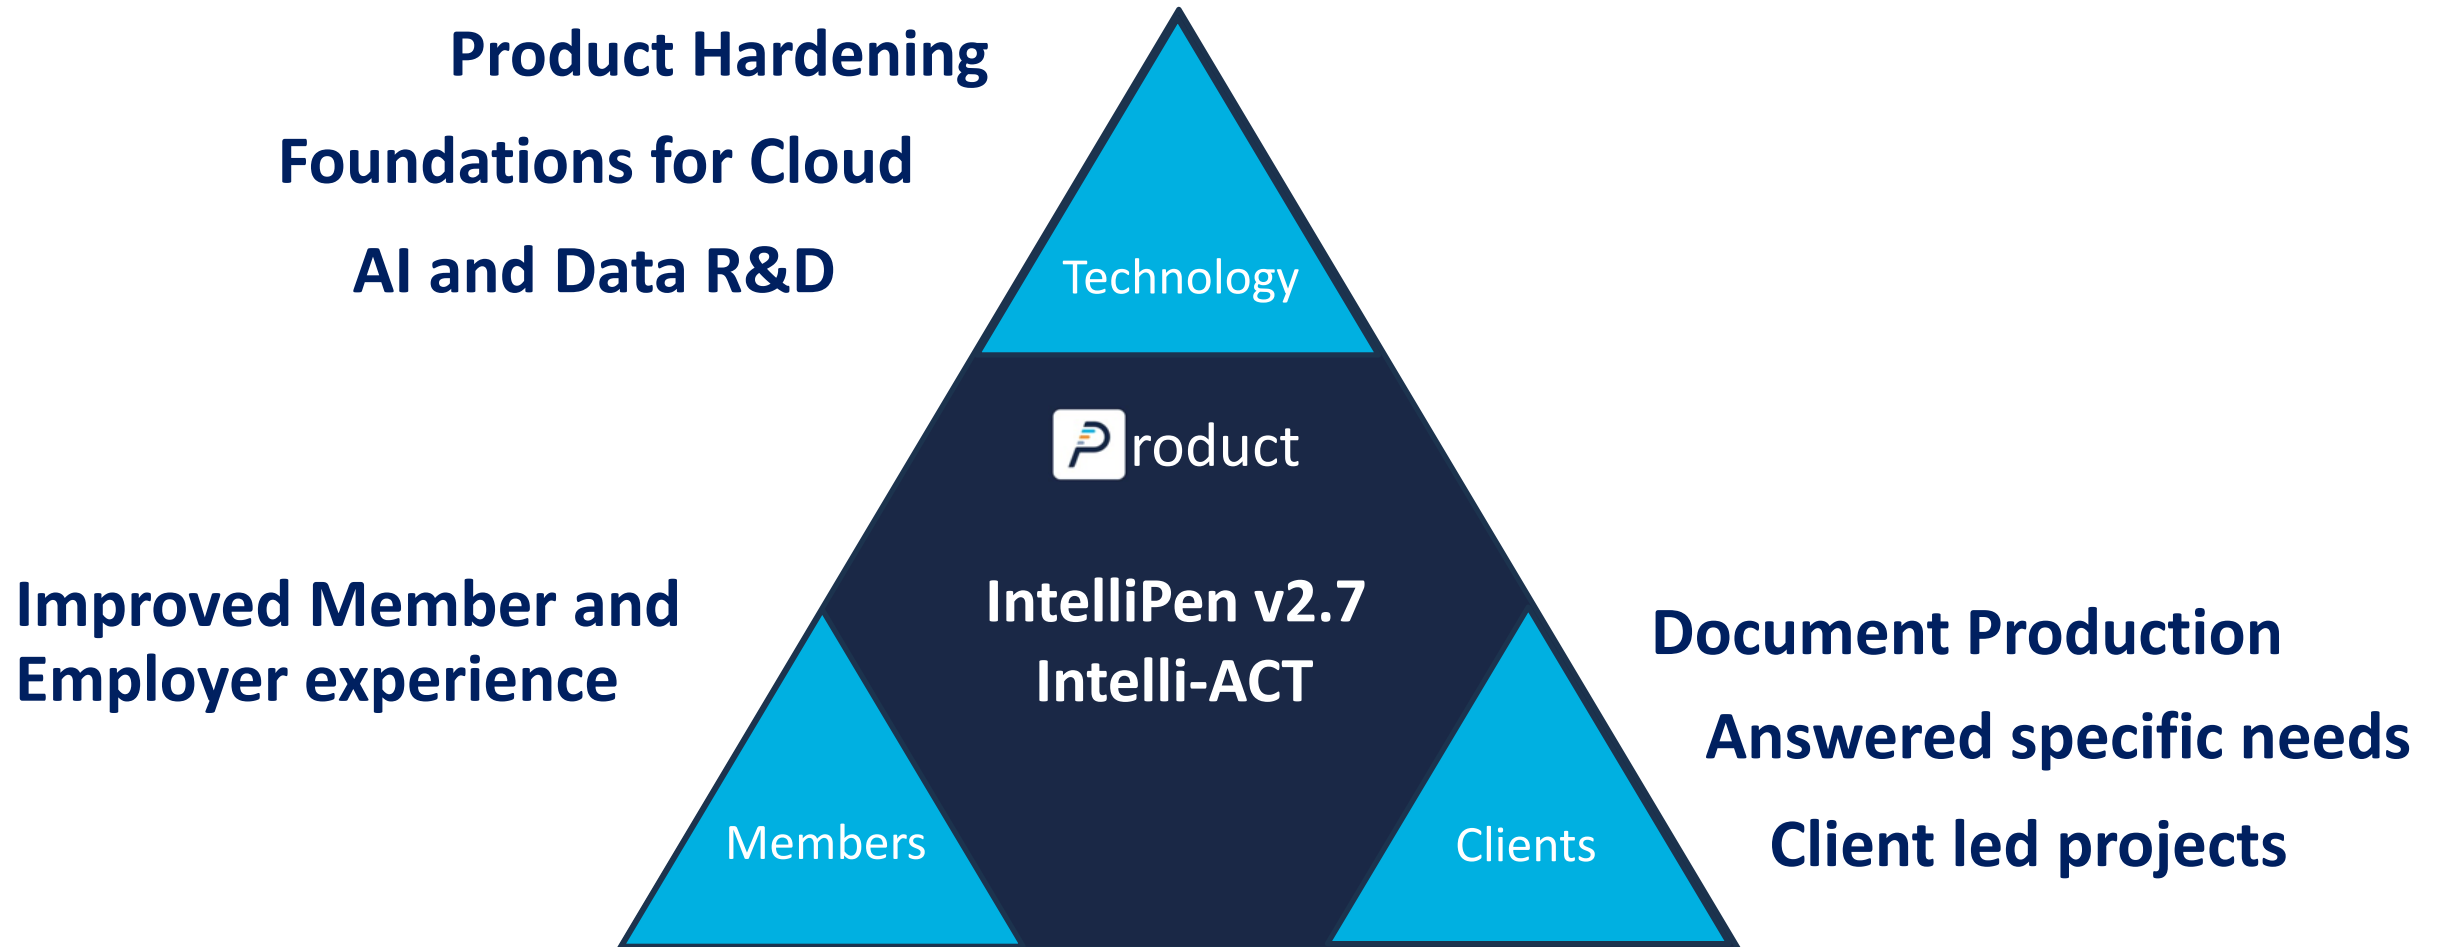 Product Hardening
Foundations for Cloud
AI and Data R&D
Technology
Product
IntelliPen v2.7
Intelli-ACT
Improved Member and
Employer experience
Members
Document Production
Answered specific needs
Client led projects
Clients